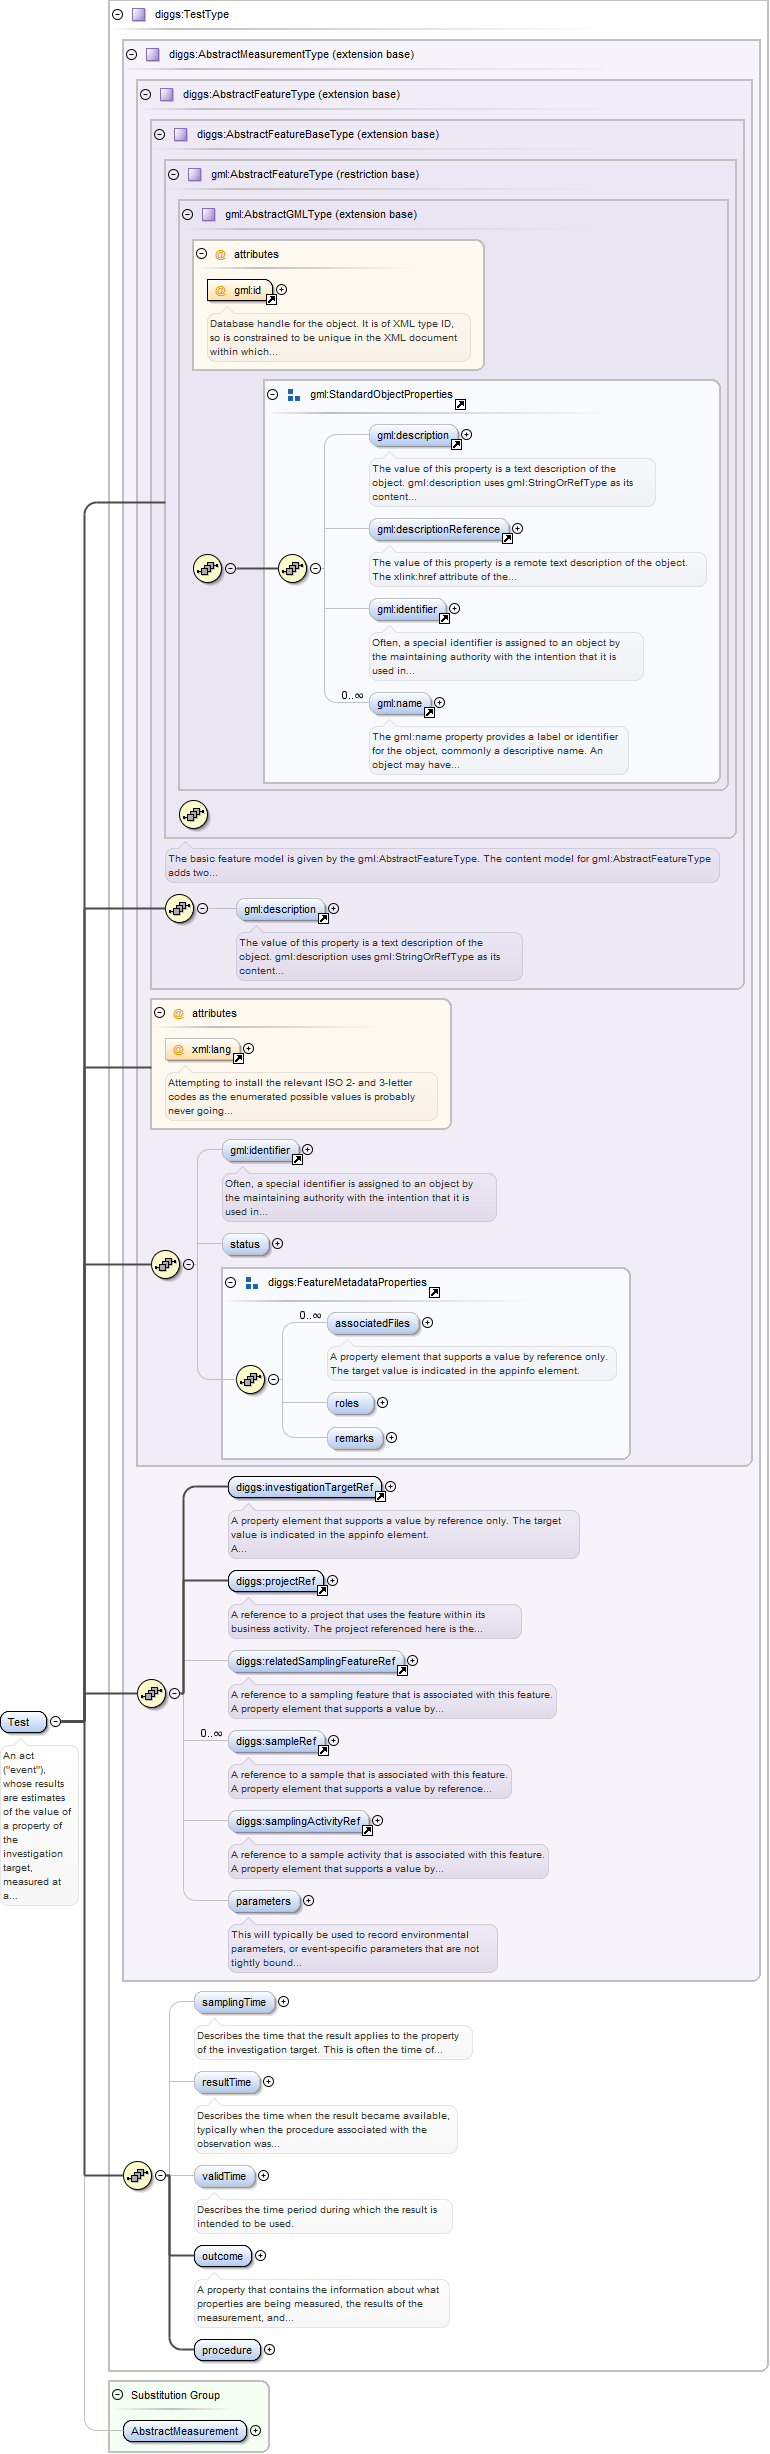 diggs:TestType
diggs:AbstractMeasurementType (extension base)
diggs:AbstractFeatureType (extension base)
diggs:AbstractFeatureBaseType (extension base)
gml:AbstractFeatureType (restriction base)
gml:AbstractGMLType (extension base)
@ attributes
@ gml:id
Database handle for the object. It is of XML type ID,
so is constrained to be unique in the XML document
within which...
gml:StandardObjectProperties
gml:description
The value of this property is a text description of the
object. gml:description uses gml:StringOrRefType as its
content...
gml:descriptionReference
The value of this property is a remote text description of the object.
The xlink:href attribute of the...
gml:identifier
Often, a special identifier is assigned to an object by
the maintaining authority with the intention that it is
used in...
0..∞
gml:name
The gml:name property provides a label or identifier
for the object, commonly a descriptive name. An
object may have...
The basic feature model is given by the gml:AbstractFeatureType. The content model for gml:AbstractFeatureType
adds two...
gml:description
The value of this property is a text description of the
object. gml:description uses gml:StringOrRefType as its
content...
@ attributes
@ xml:lang
Attempting to install the relevant ISO 2- and 3-letter
codes as the enumerated possible values is probably
never going...
gml:identifier
Often, a special identifier is assigned to an object by
the maintaining authority with the intention that it is
used in...
status
diggs:FeatureMetadataProperties
0..∞
associatedFiles
A property element that supports a value by reference only.
The target value is indicated in the appinfo element.
roles
remarks
diggs:investigationTargetRef
A property element that supports a value by reference only. The target
value is indicated in the appinfo element.
A...
diggs:projectRef
A reference to a project that uses the feature within its
business activity. The project referenced here is the...
diggs:relatedSamplingFeatureRef
A reference to a sampling feature that is associated with this feature.
A property element that supports a value by...
0..∞
diggs:sampleRef
A reference to a sample that is associated with this feature.
A property element that supports a value by reference...
diggs:samplingActivityRef
A reference to a sample activity that is associated with this feature.
A property element that supports a value by...
parameters
This will typically be used to record environmental
parameters, or event-specific parameters that are not
tightly bound...
Test
An act
("event"),
whose results
are estimates
of the value of
a property of
the
investigation
target,
measured at
a...
samplingTime
Describes the time that the result applies to the property
of the investigation target. This is often the time of...
resultTime
Describes the time when the result became available,
typically when the procedure associated with the
observation was...
validTime
Describes the time period during which the result is
intended to be used.
outcome
A property that contains the information about what
properties are being measured, the results of the
measurement, and...
procedure
Substitution Group
AbstractMeasurement